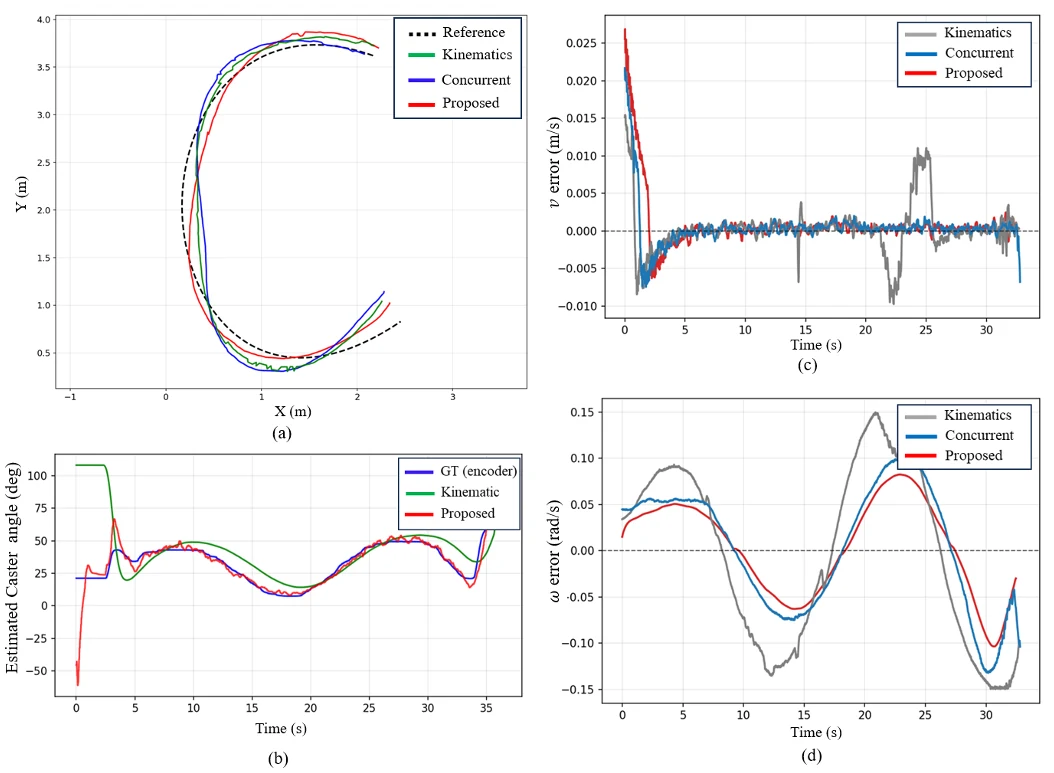 4.0
3.5
3.0
2.5
2.0
1.5
1.0
0.5
Y (m)
−1
0
1
2
3
X (m)
Reference
Kinematics
Concurrent
Proposed
(a)
0.025
0.020
0.015
0.010
0.005
0.000
−0.005
−0.010
v error (m/s)
0
5
10
15
20
25
30
Time (s)
Kinematics
Concurrent
Proposed
(c)
100
75
50
25
0
−25
−50
Estimated Caster angle (deg)
0
5
10
15
20
25
30
35
Time (s)
GT (encoder)
Kinematic
Proposed
(b)
0.15
0.10
0.05
0.00
−0.05
−0.10
−0.15
ω error (rad/s)
0
5
10
15
20
25
30
Time (s)
Kinematics
Concurrent
Proposed
(d)